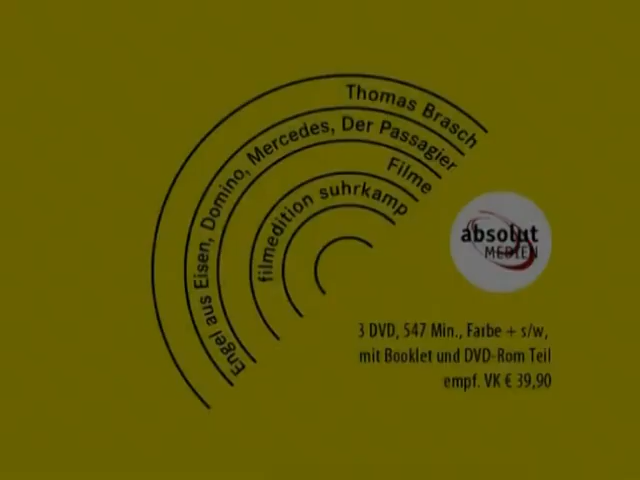 Thomas Brasch
Engel aus Eisen, Domino, Mercedes, Der Passagier
Filme
filmedition suhrkamp
absolut
MEDIEN
3 DVD, 547 Min., Farbe + s/w,
mit Booklet und DVD-Rom Teil
empf. VK € 39,90